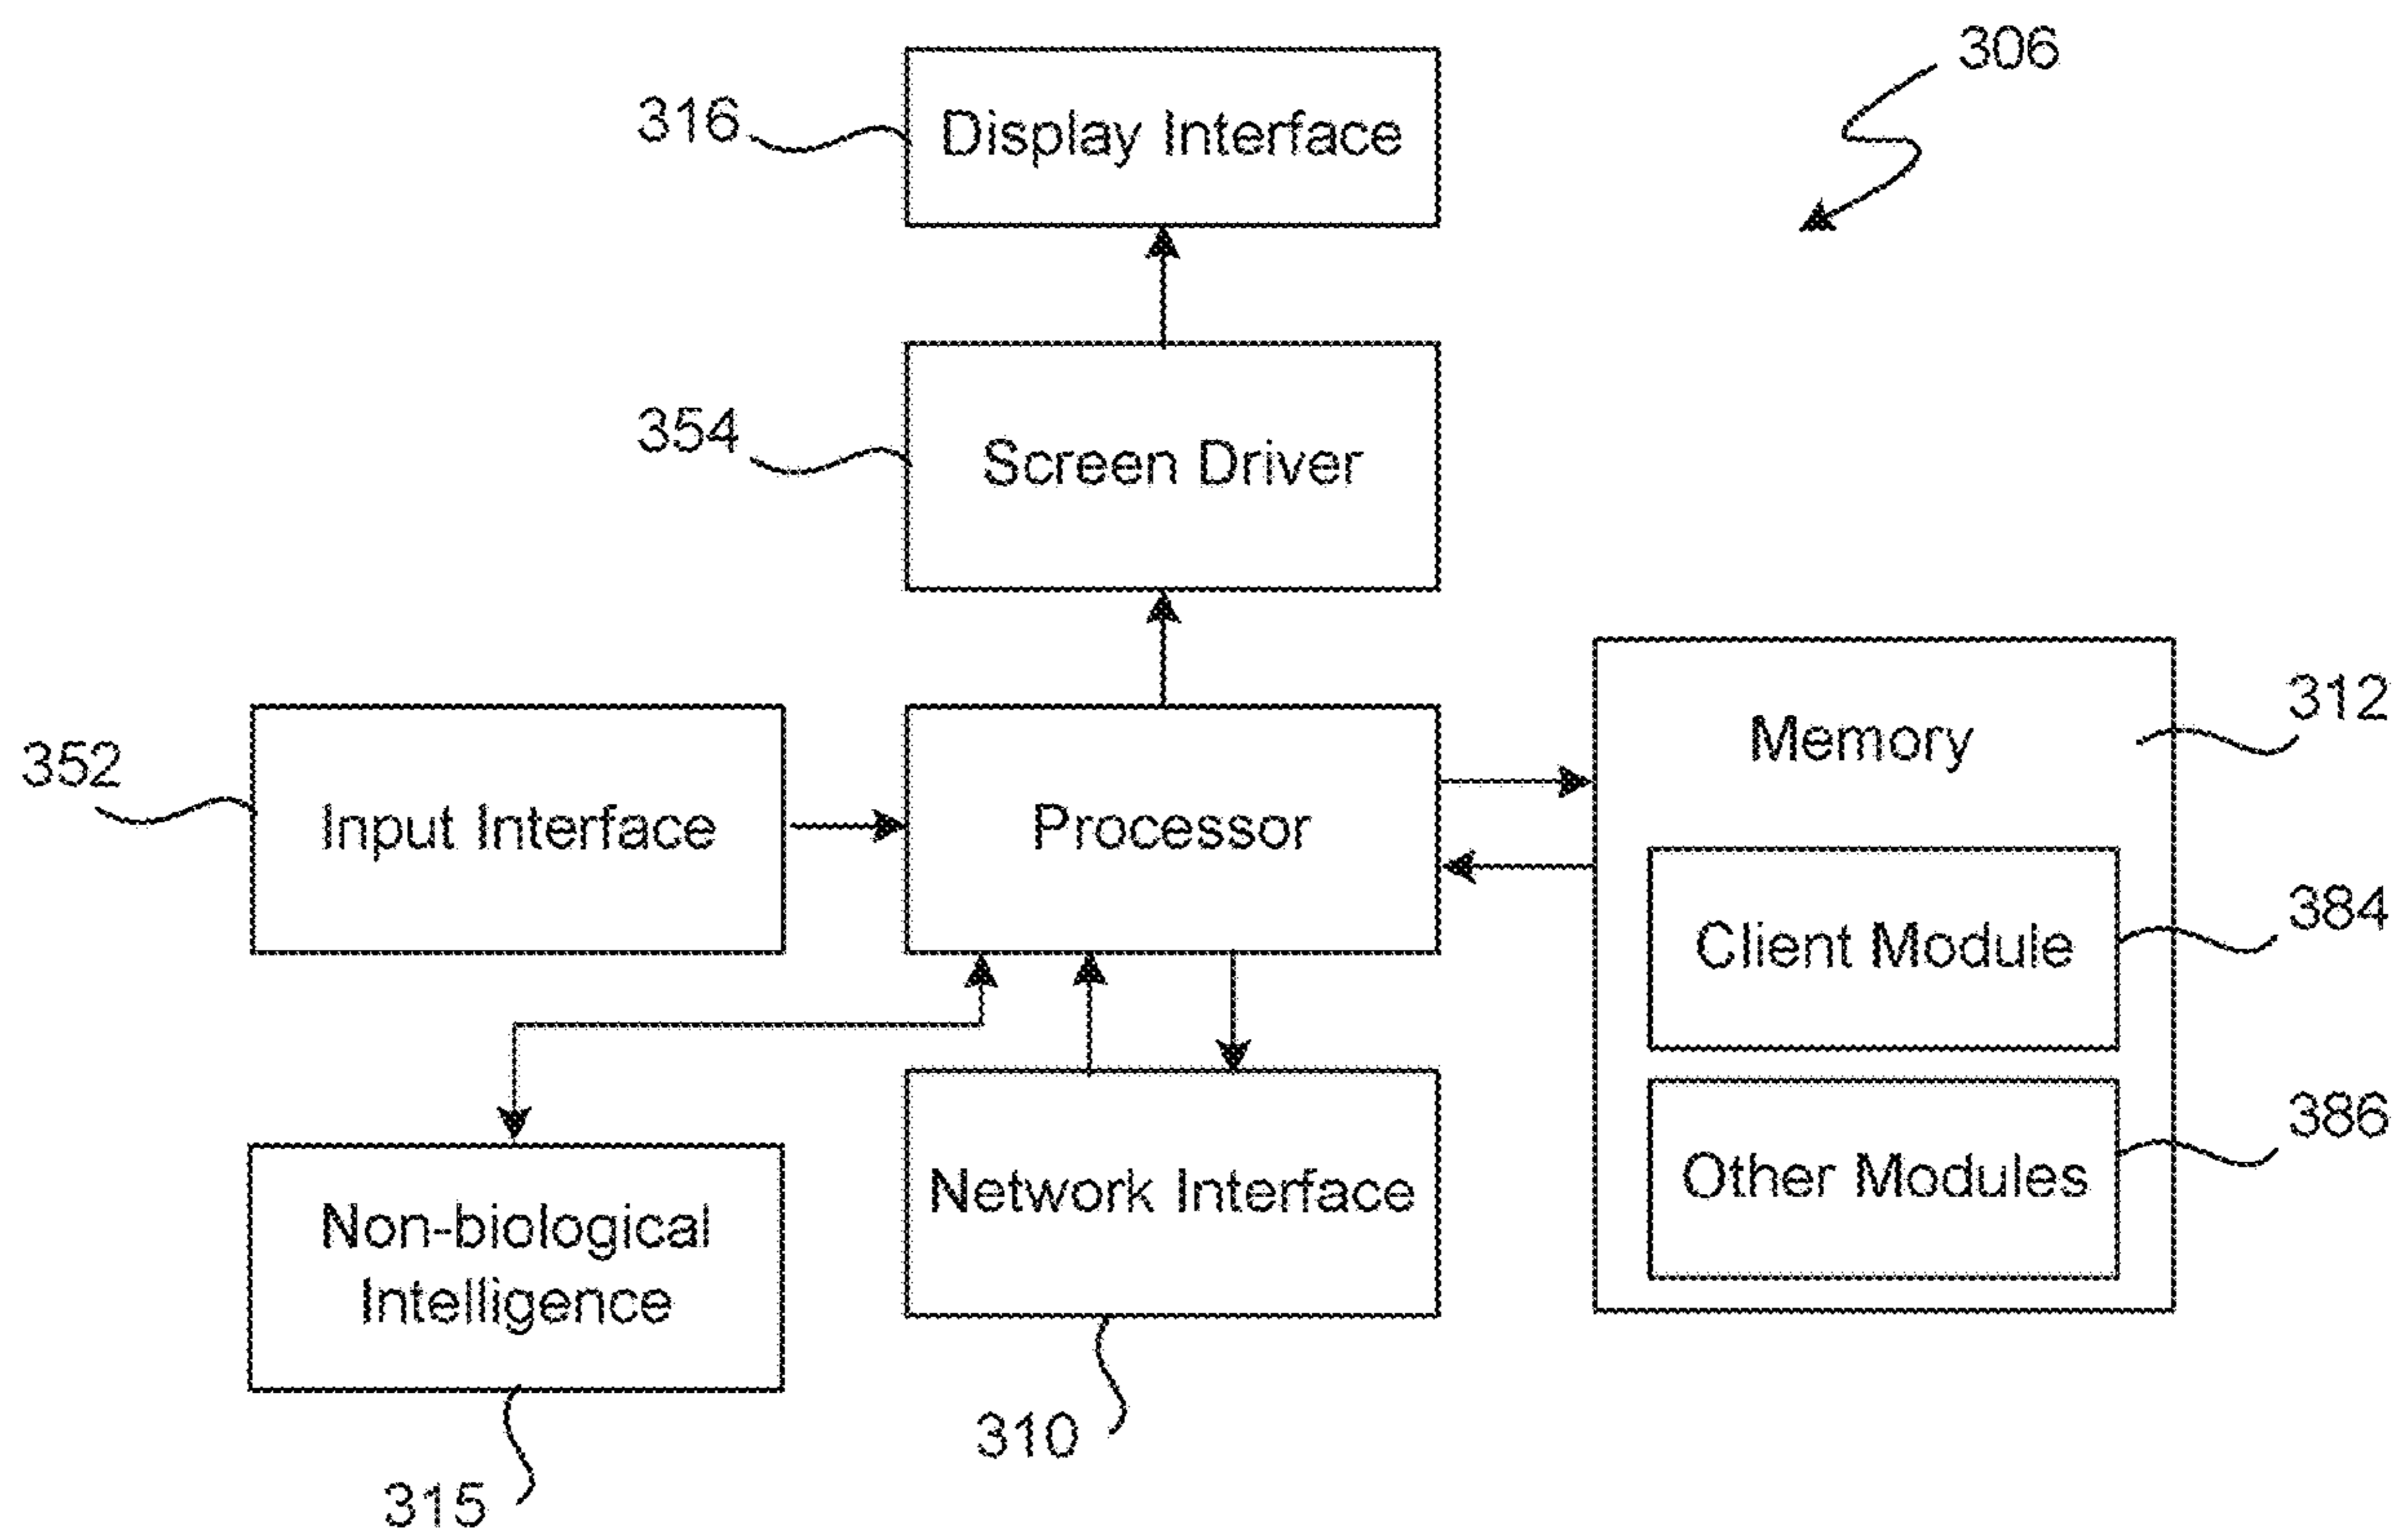 306
316
Display Interface
354
Screen Driver
312
Memory
352
Input Interface
Processor
384
Client Module
386
Other Modules
Network Interface
Non-biological
Intelligence
310
315